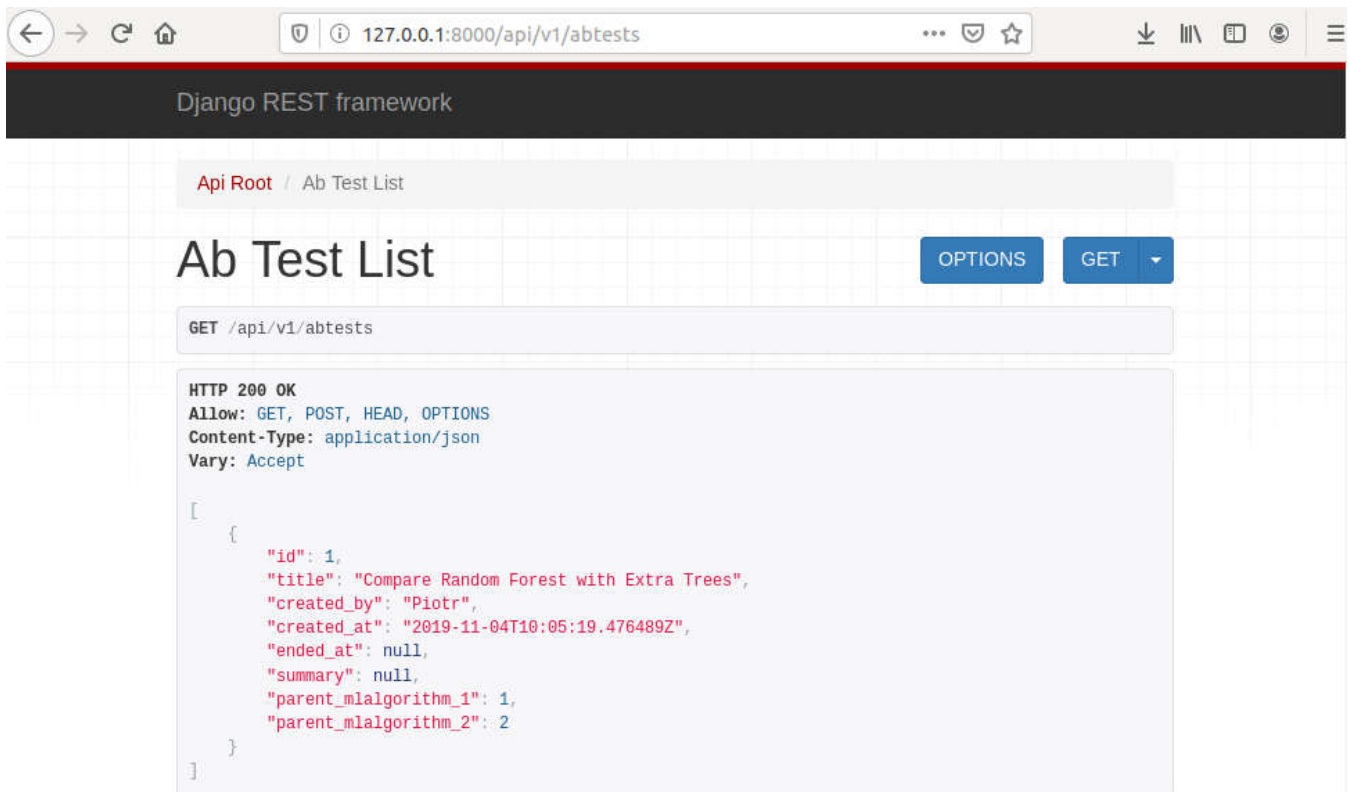 127.0.0.1:8000/api/v1/abtests
Django REST framework
Api Root / Ab Test List
Ab Test List
OPTIONS
GET
GET /api/v1/abtests
HTTP 200 OK
Allow: GET, POST, HEAD, OPTIONS
Content-Type: application/json
Vary: Accept
[
    {
        "id": 1,
        "title": "Compare Random Forest with Extra Trees",
        "created_by": "Piotr",
        "created_at": "2019-11-04T10:05:19.476489Z",
        "ended_at": null,
        "summary": null,
        "parent_mlalgorithm_1": 1,
        "parent_mlalgorithm_2": 2
    }
]